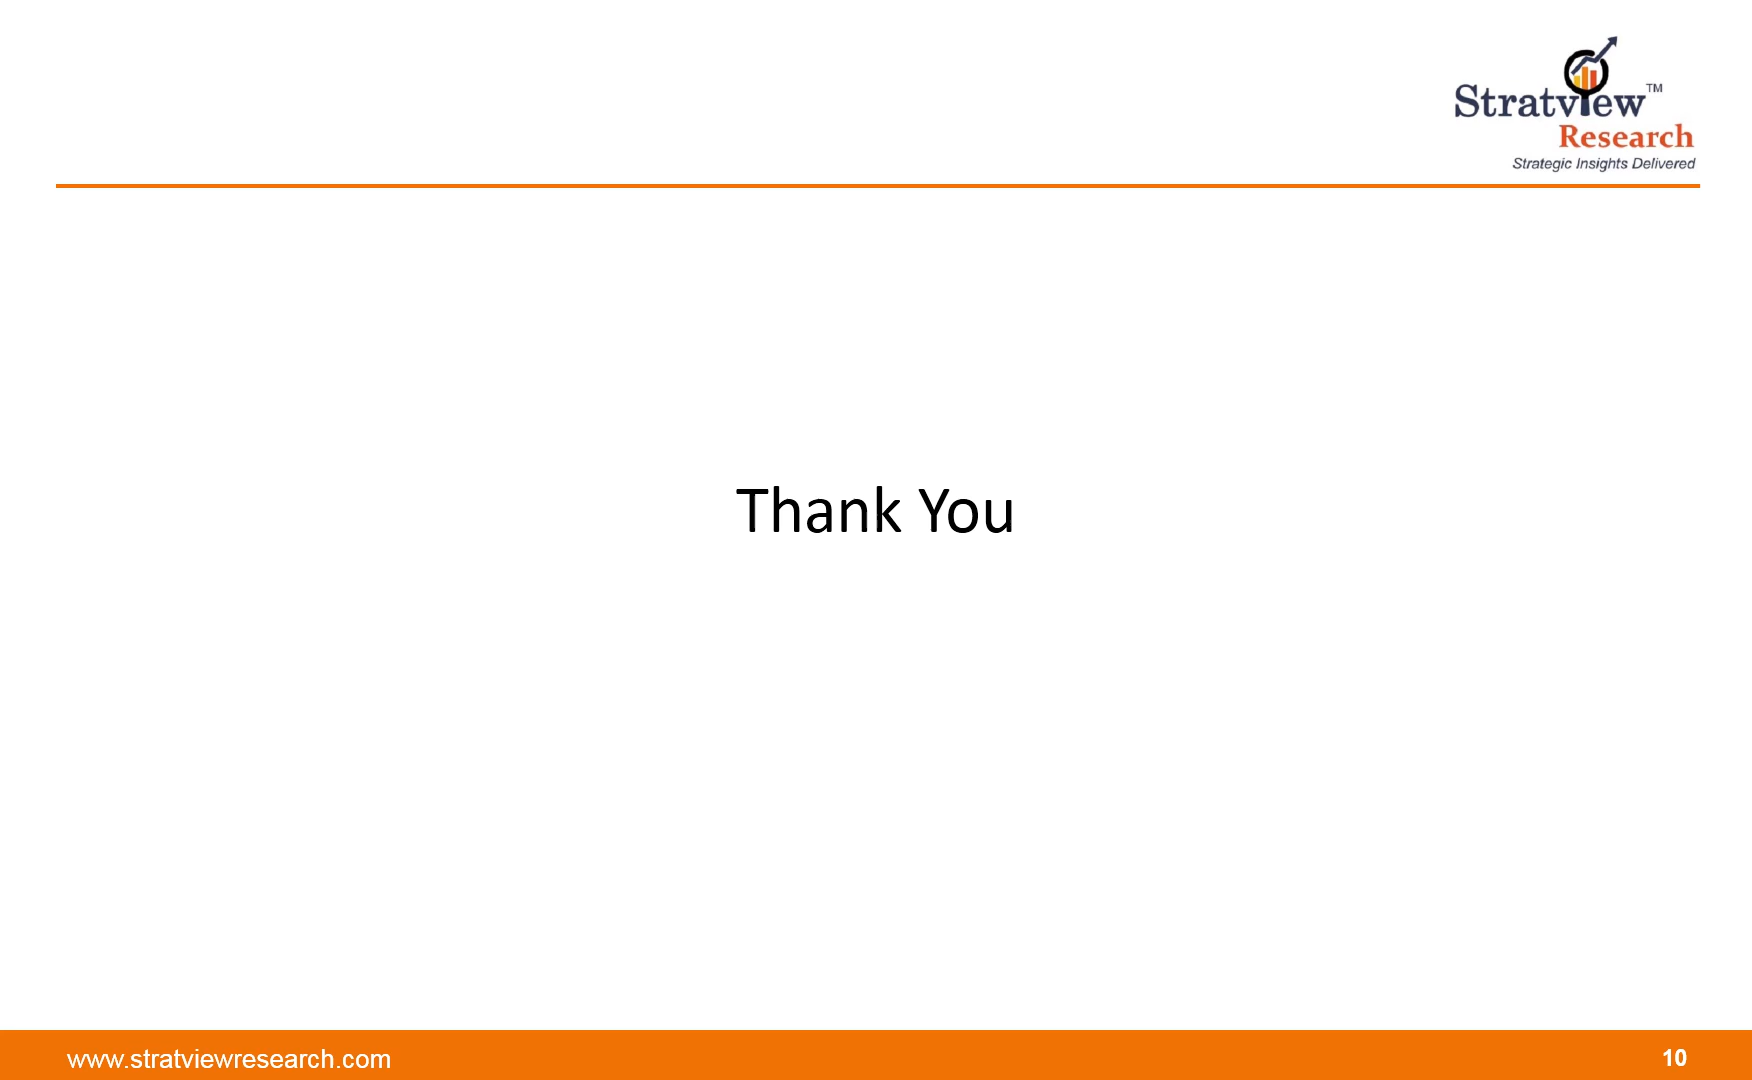 Stratview™
Research
Strategic Insights Delivered
Thank You
www.stratviewresearch.com
10